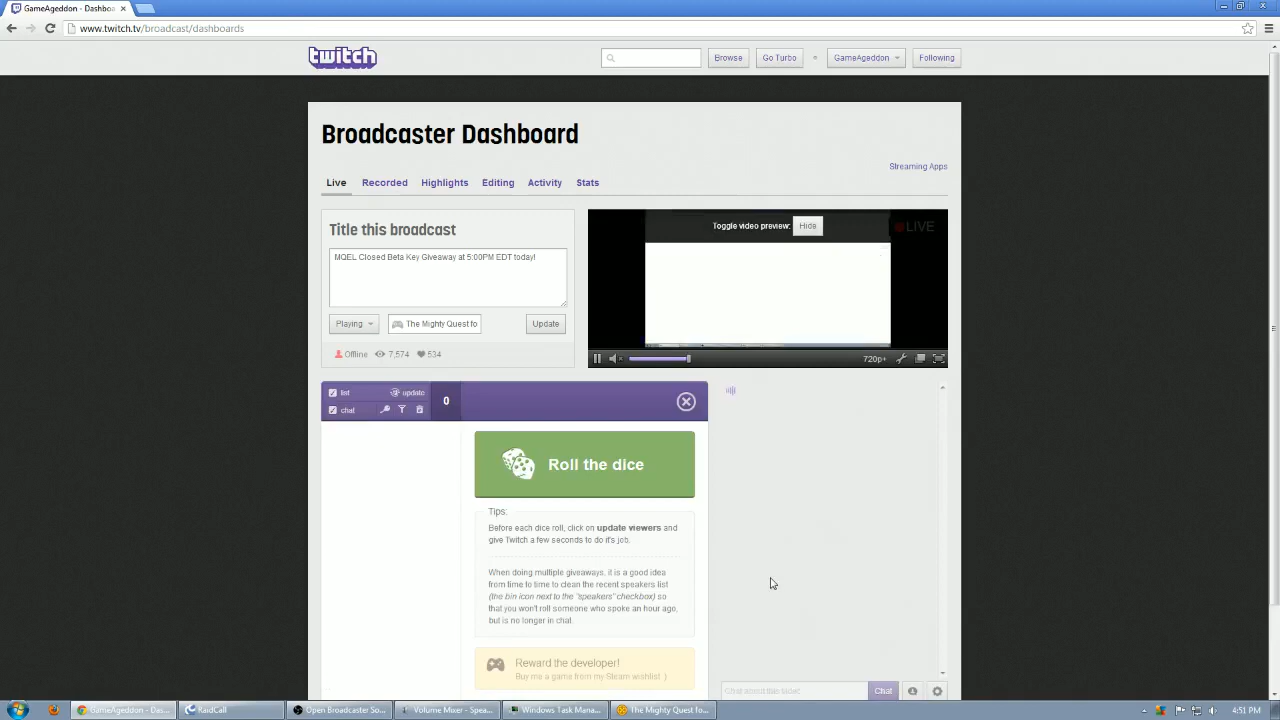 GameAgeddon - Dashboa
www.twitch.tv/broadcast/dashboards
twitch
Browse
Go Turbo
GameAgeddon
Following
Broadcaster Dashboard
Streaming Apps
Live
Recorded
Highlights
Editing
Activity
Stats
Title this broadcast
MQEL Closed Beta Key Giveaway at 5:00PM EDT today!
Playing
The Mighty Quest fo
Update
Offline
7,574
534
Toggle video preview:
Hide
LIVE
720p+
list
update
chat
0
Roll the dice
Tips:
Before each dice roll, click on update viewers and
give Twitch a few seconds to do it's job.
When doing multiple giveaways, it is a good idea
from time to time to clean the recent speakers list
(the bin icon next to the "speakers" checkbox) so
that you won't roll someone who spoke an hour ago,
but is no longer in chat.
Reward the developer!
Buy me a game from my Steam wishlist :)
Chat
GameAgeddon - Das...
RaidCall
Open Broadcaster So...
Volume Mixer - Spea...
Windows Task Mana...
The Mighty Quest fo...
4:51 PM